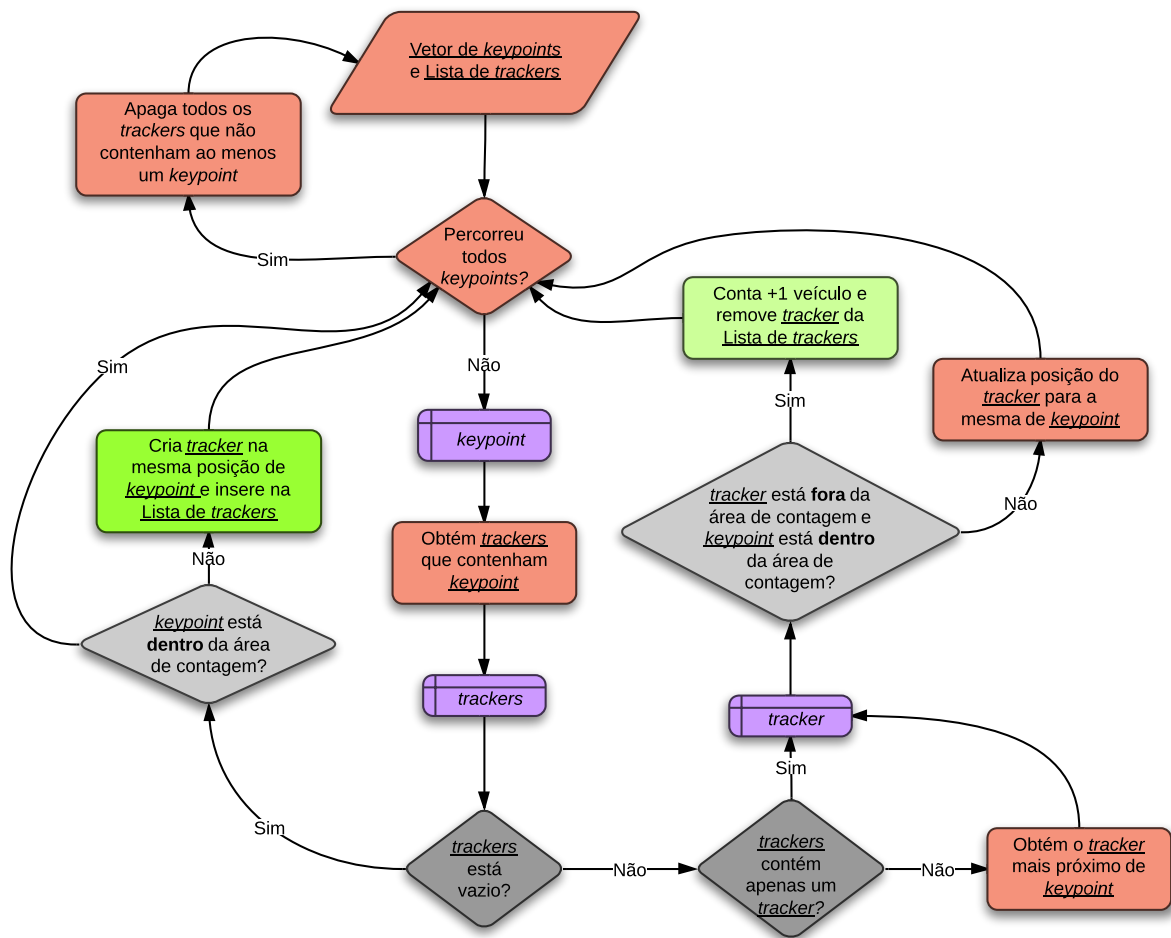 Vetor de keypoints
e Lista de trackers
Apaga todos os
trackers que não
contenham ao menos
um keypoint
Sim
Percorreu
todos
keypoints?
Não
keypoint
Obtém trackers
que contenham
keypoint
trackers
trackers
está
vazio?
Sim
keypoint está
dentro da área
de contagem?
Sim
Não
Cria tracker na
mesma posição de
keypoint e insere na
Lista de trackers
Não
trackers
contém
apenas um
tracker?
Não
Obtém o tracker
mais próximo de
keypoint
Sim
tracker
tracker está fora da
área de contagem e
keypoint está dentro
da área de
contagem?
Sim
Conta +1 veículo e
remove tracker da
Lista de trackers
Não
Atualiza posição do
tracker para a
mesma de keypoint